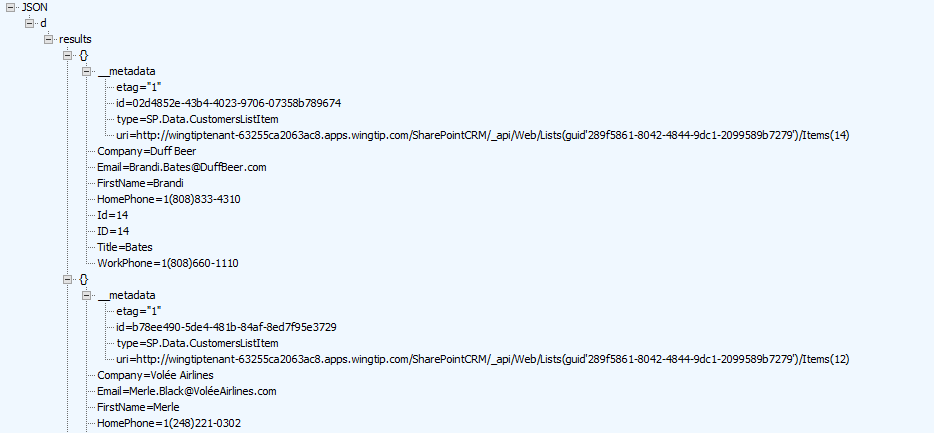 JSON
d
results
{}
__metadata
etag="1"
id=02d4852e-43b4-4023-9706-07358b789674
type=SP.Data.CustomersListItem
uri=http://wingtiptenant-63255ca2063ac8.apps.wingtip.com/SharePointCRM/_api/Web/Lists(guid'289f5861-8042-4844-9dc1-2099589b7279')/Items(14)
Company=Duff Beer
Email=Brandi.Bates@DuffBeer.com
FirstName=Brandi
HomePhone=1(808)833-4310
Id=14
ID=14
Title=Bates
WorkPhone=1(808)660-1110
{}
__metadata
etag="1"
id=b78ee490-5de4-481b-84af-8ed7f95e3729
type=SP.Data.CustomersListItem
uri=http://wingtiptenant-63255ca2063ac8.apps.wingtip.com/SharePointCRM/_api/Web/Lists(guid'289f5861-8042-4844-9dc1-2099589b7279')/Items(12)
Company=Volée Airlines
Email=Merle.Black@VoléeAirlines.com
FirstName=Merle
HomePhone=1(248)221-0302